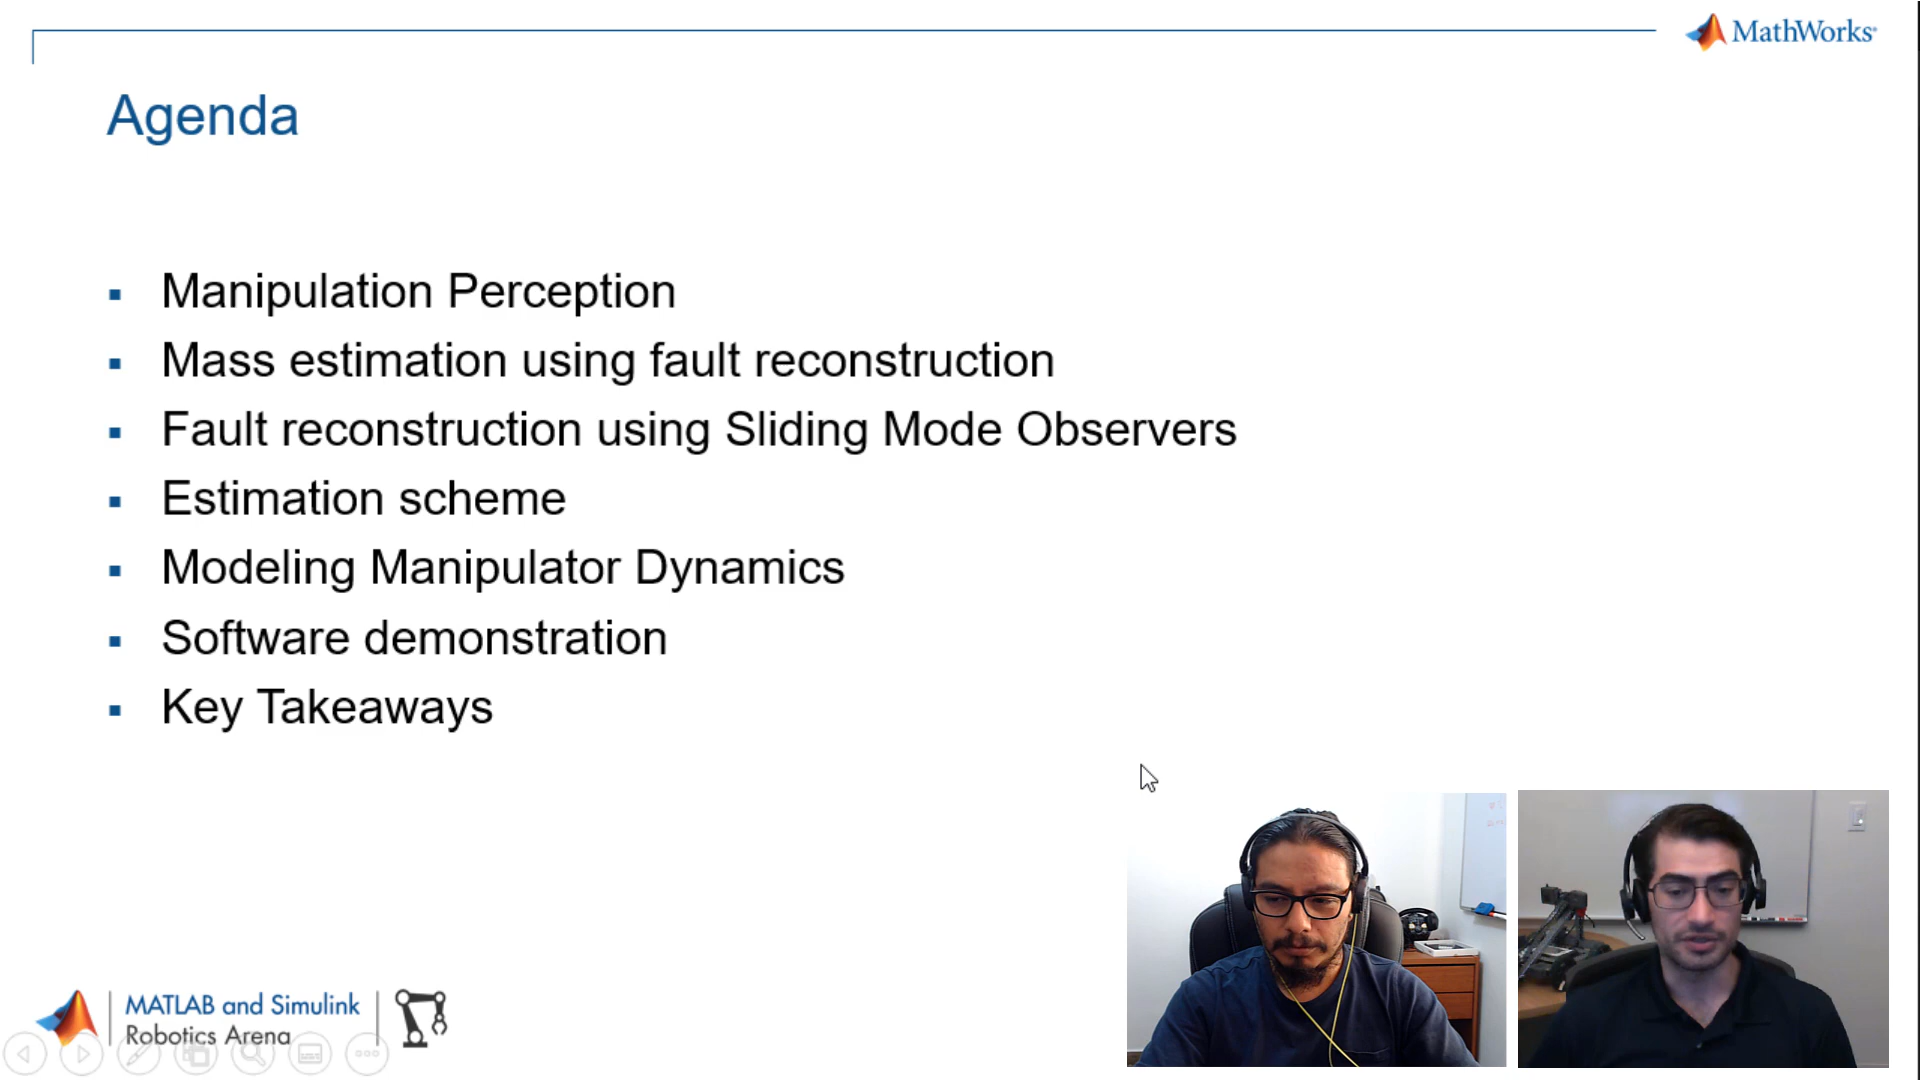 MathWorks®
Agenda
Manipulation Perception
Mass estimation using fault reconstruction
Fault reconstruction using Sliding Mode Observers
Estimation scheme
Modeling Manipulator Dynamics
Software demonstration
Key Takeaways
MATLAB and Simulink
Robotics Arena